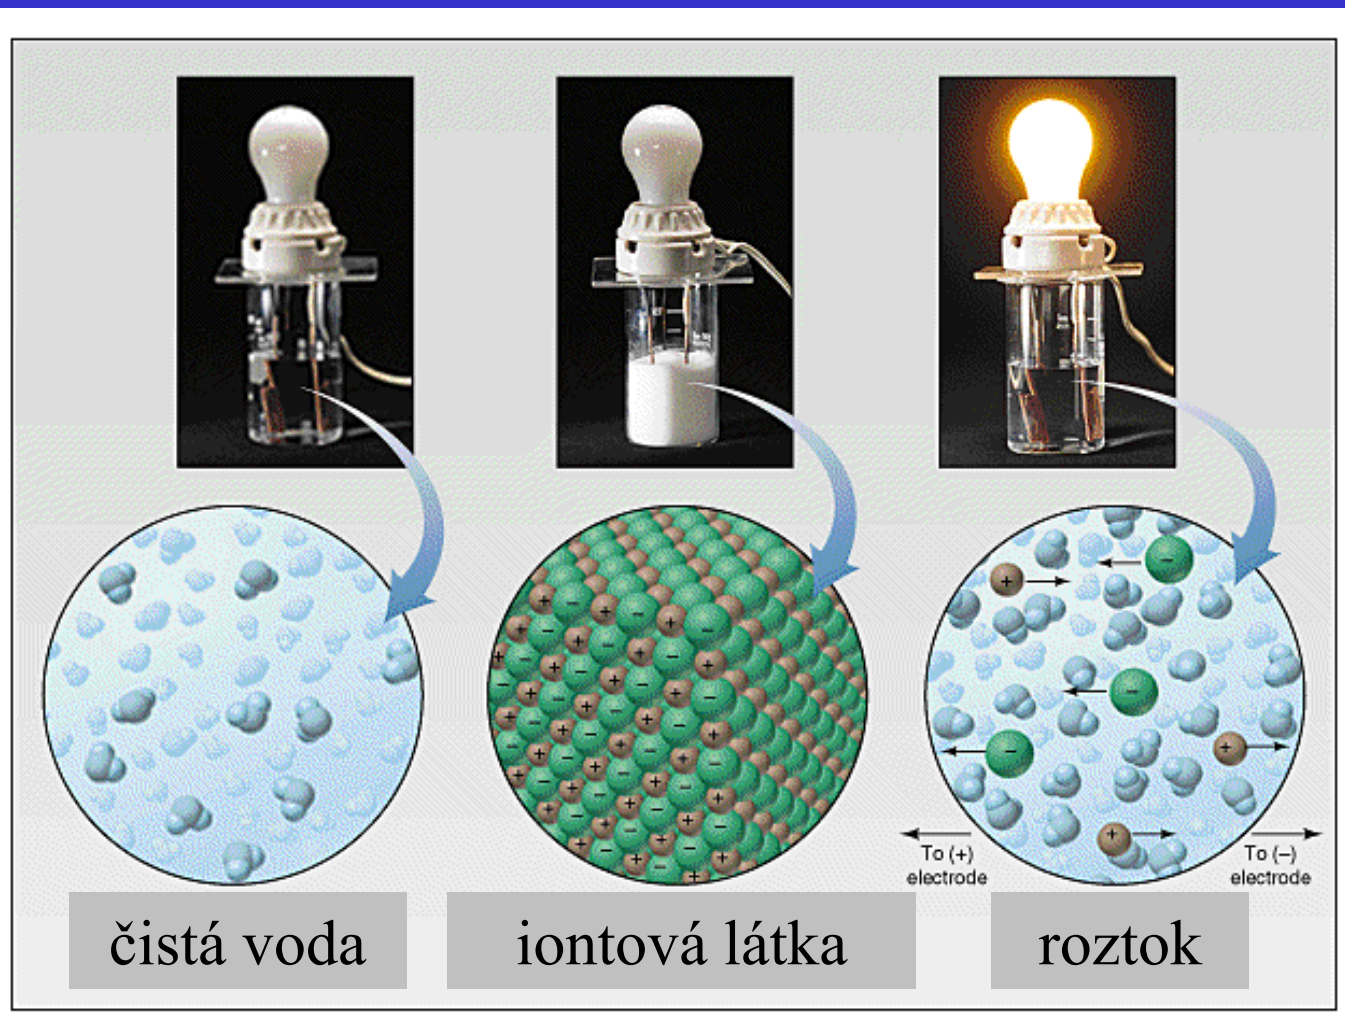 To (+)
electrode
To (–)
electrode
čistá voda
iontová látka
roztok